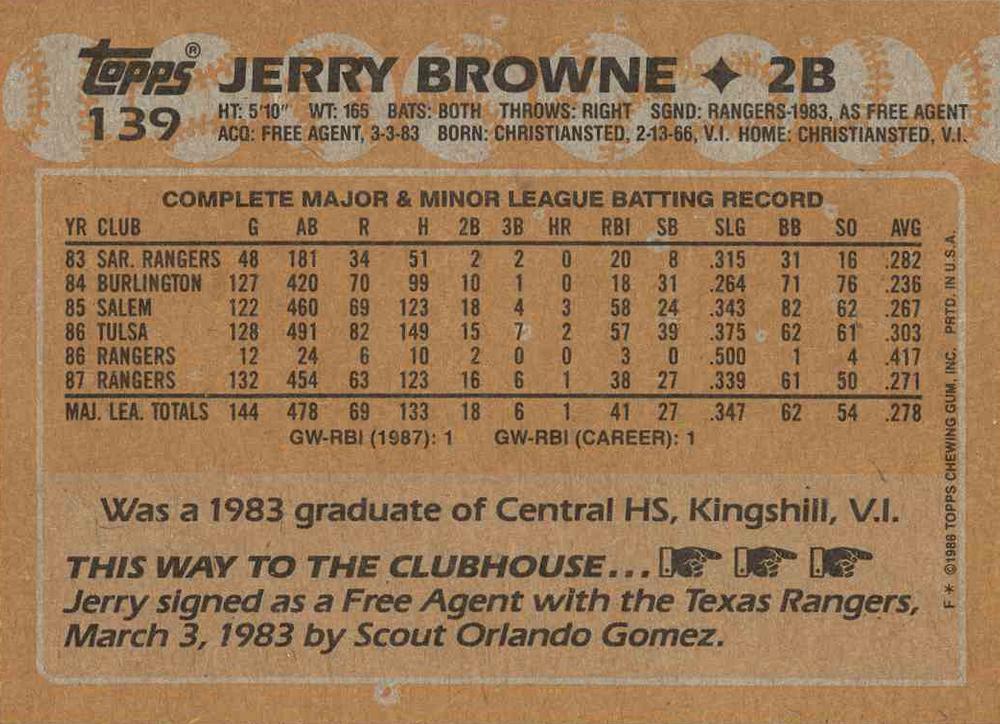 Topps® JERRY BROWNE ✦ 2B
139
HT: 5'10" WT: 165 BATS: BOTH THROWS: RIGHT SGND: RANGERS-1983, AS FREE AGENT
ACQ: FREE AGENT, 3-3-83 BORN: CHRISTIANSTED, 2-13-66, V.I. HOME: CHRISTIANSTED, V.I.
COMPLETE MAJOR & MINOR LEAGUE BATTING RECORD
YR CLUB G AB R H 2B 3B HR RBI SB SLG BB SO AVG
83 SAR. RANGERS 48 181 34 51 2 2 0 20 8 .315 31 16 .282
84 BURLINGTON 127 420 70 99 10 1 0 18 31 .264 71 76 .236
85 SALEM 122 460 69 123 18 4 3 58 24 .343 82 62 .267
86 TULSA 128 491 82 149 15 7 2 57 39 .375 62 61 .303
86 RANGERS 12 24 6 10 2 0 0 3 0 .500 1 4 .417
87 RANGERS 132 454 63 123 16 6 1 38 27 .339 61 50 .271
MAJ. LEA. TOTALS 144 478 69 133 18 6 1 41 27 .347 62 54 .278
GW-RBI (1987): 1 GW-RBI (CAREER): 1
Was a 1983 graduate of Central HS, Kingshill, V.I.
THIS WAY TO THE CLUBHOUSE...
Jerry signed as a Free Agent with the Texas Rangers,
March 3, 1983 by Scout Orlando Gomez.
F * ©1986 TOPPS CHEWING GUM, INC. PRTD. IN U.S.A.